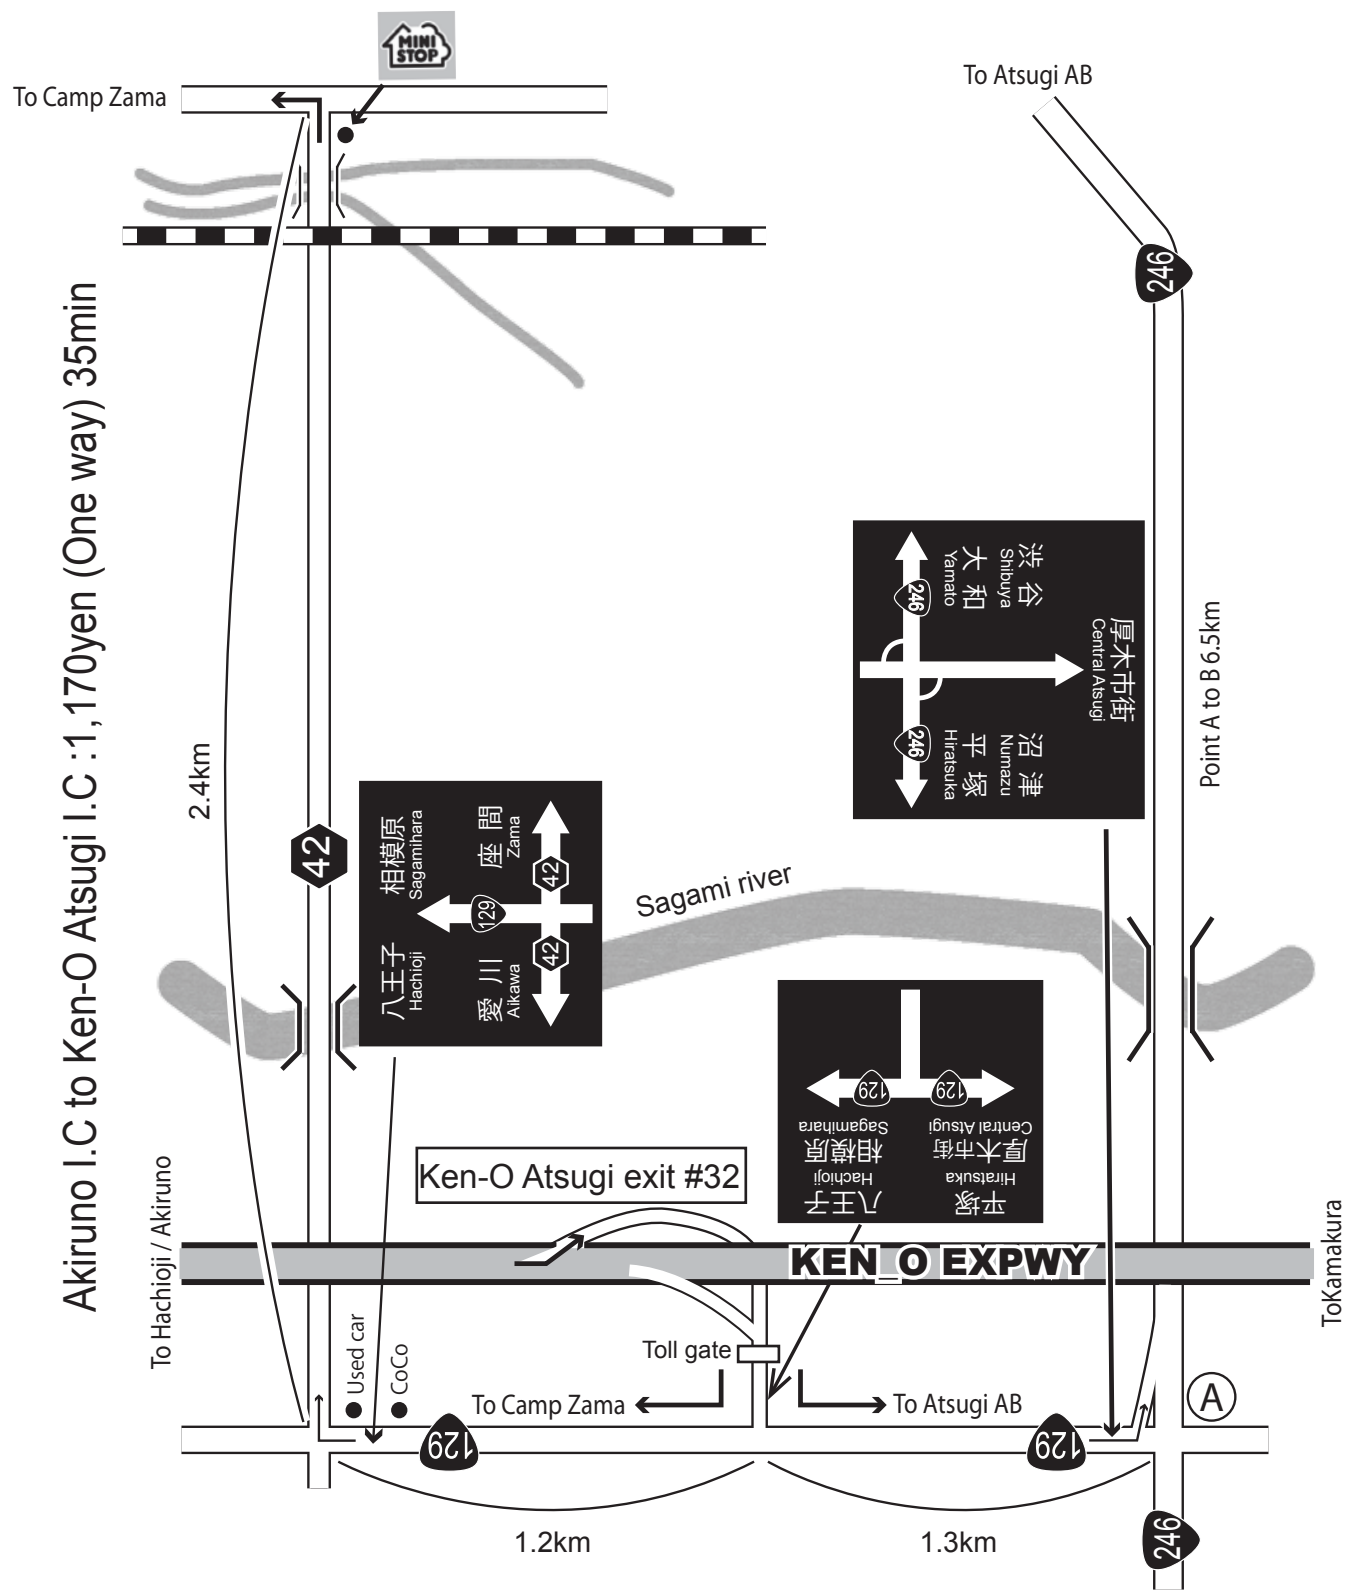 MINI
STOP
To Camp Zama
To Atsugi AB
246
Akiruno I.C to Ken-O Atsugi I.C :1,170yen (One way) 35min
2.4km
42
渋谷
Shibuya
大和
Yamato
246
厚木市街
Central Atsugi
沼津
Numazu
平塚
Hiratsuka
246
Point A to B 6.5km
相模原
Sagamihara
八王子
Hachioji
129
座間
Zama
42
愛川
Aikawa
42
Sagami river
129
129
Sagamihara
相模原
Hachioji
八王子
Central Atsugi
厚木市街
Hiratsuka
平塚
Ken-O Atsugi exit #32
KEN_O EXPWY
To Hachioji / Akiruno
ToKamakura
Used car
CoCo
Toll gate
To Camp Zama
To Atsugi AB
A
129
129
1.2km
1.3km
246